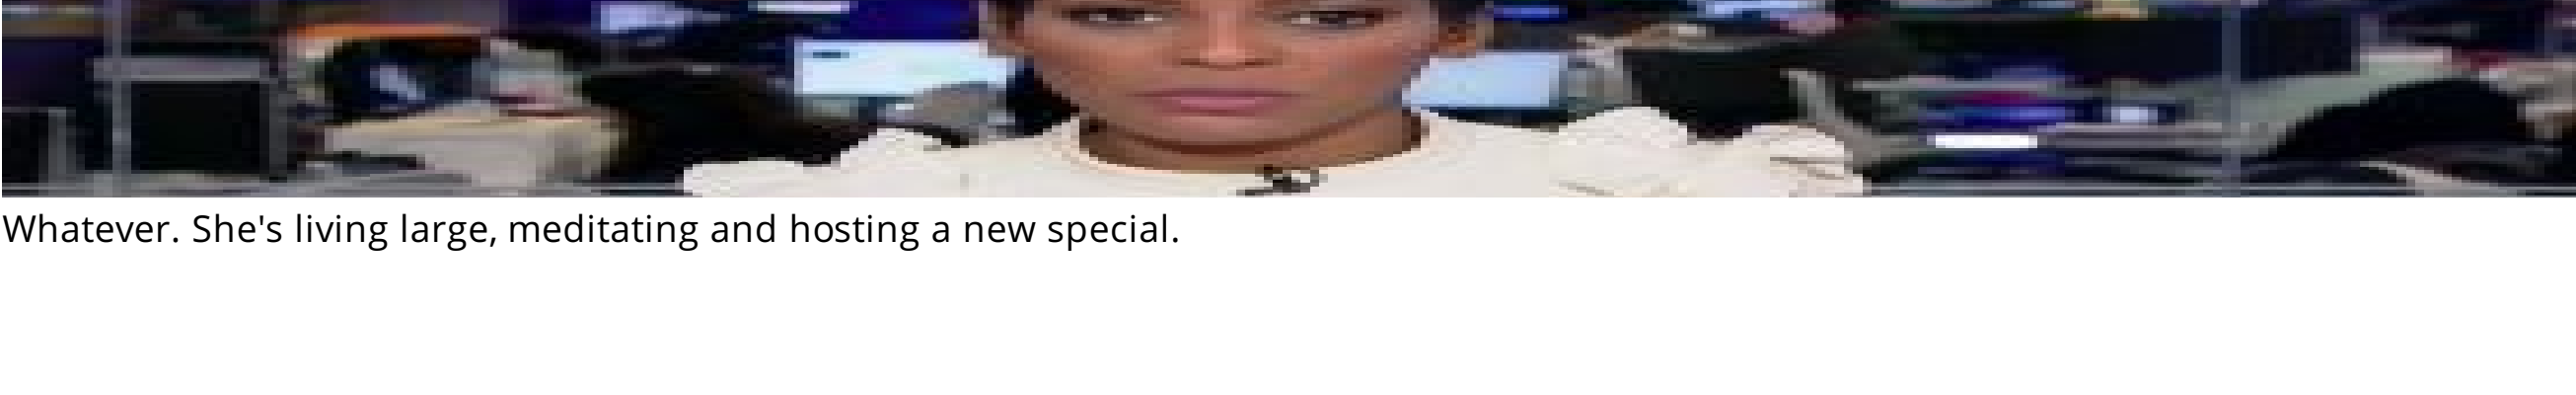 Whatever. She's living large, meditating and hosting a new special.